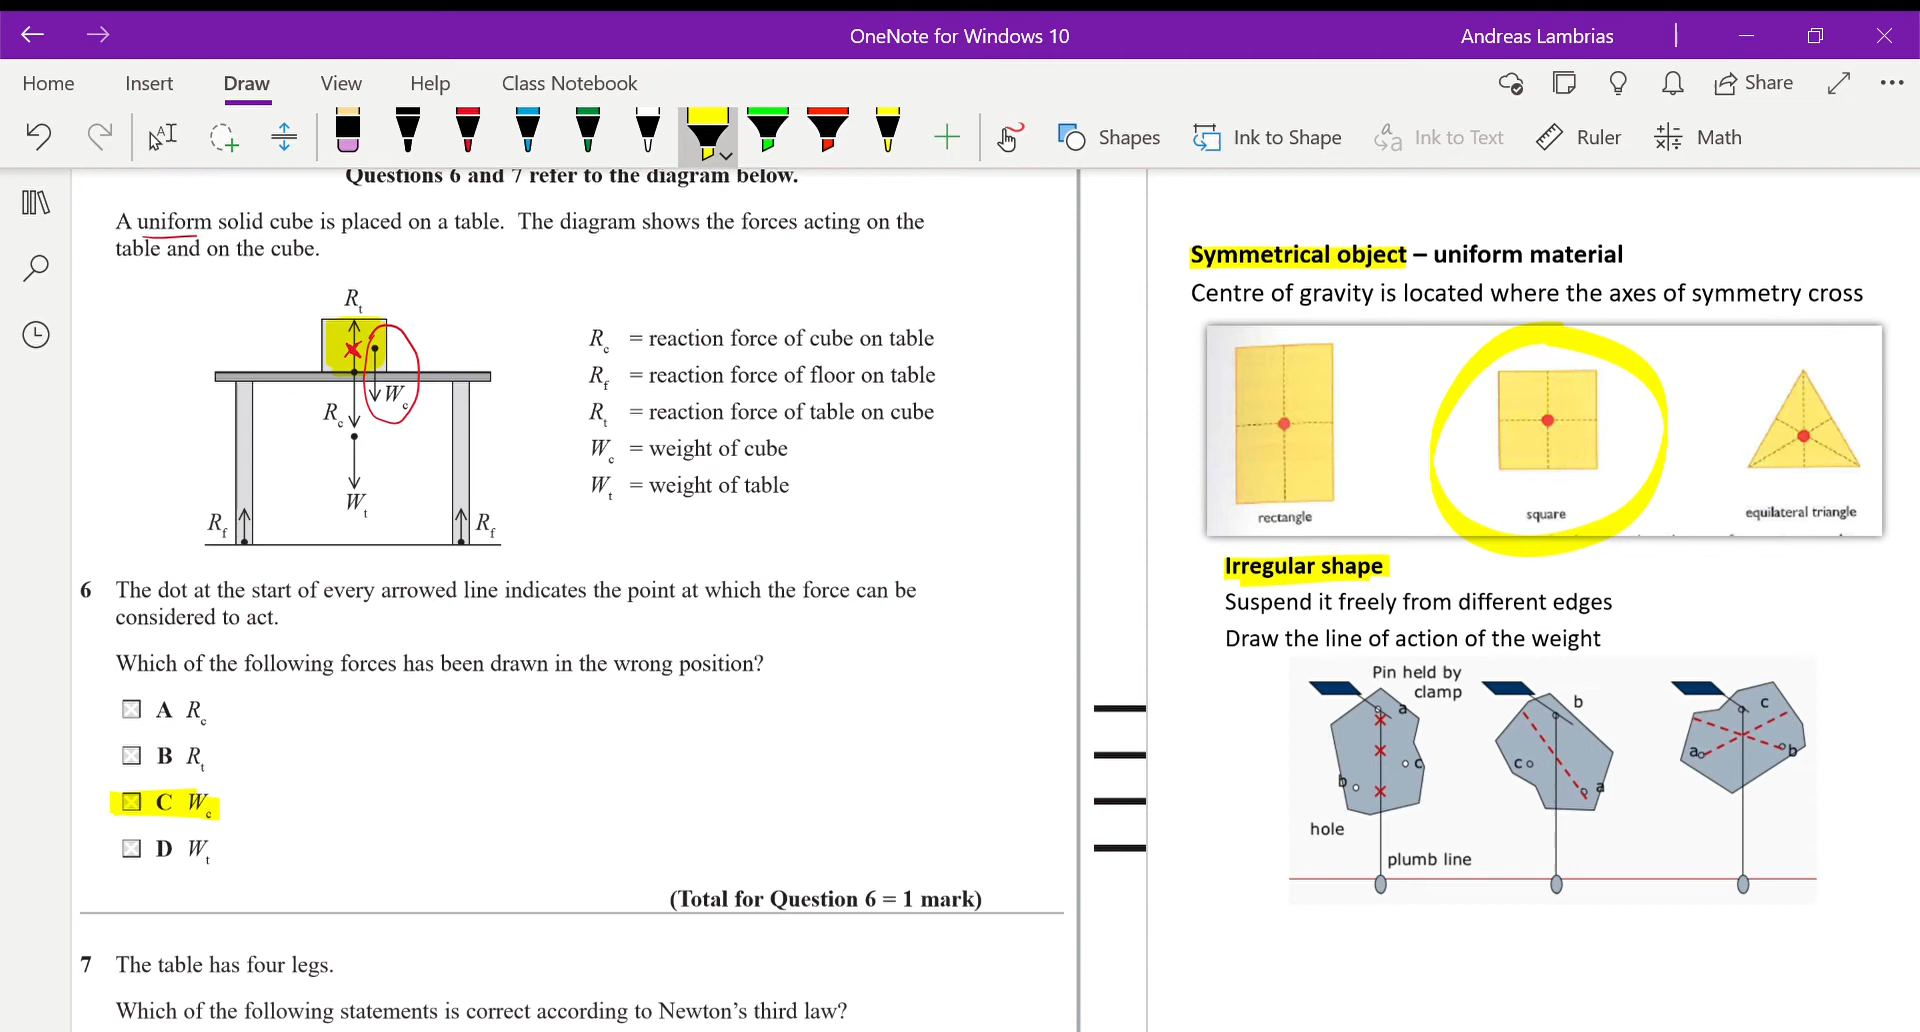 OneNote for Windows 10
Andreas Lambrias
Home Insert Draw View Help Class Notebook
Share
Shapes Ink to Shape Ink to Text Ruler Math
Questions 6 and 7 refer to the diagram below.
A uniform solid cube is placed on a table. The diagram shows the forces acting on the
table and on the cube.
Rt
Wc
Rc
Wt
Rf
Rf
Rc = reaction force of cube on table
Rf = reaction force of floor on table
Rt = reaction force of table on cube
Wc = weight of cube
Wt = weight of table
6 The dot at the start of every arrowed line indicates the point at which the force can be
considered to act.
Which of the following forces has been drawn in the wrong position?
A Rc
B Rt
C Wc
D Wt
(Total for Question 6 = 1 mark)
7 The table has four legs.
Which of the following statements is correct according to Newton's third law?
Symmetrical object – uniform material
Centre of gravity is located where the axes of symmetry cross
rectangle
square
equilateral triangle
Irregular shape
Suspend it freely from different edges
Draw the line of action of the weight
Pin held by
clamp
a
b
c
hole
plumb line
b
c
a
c
a
b